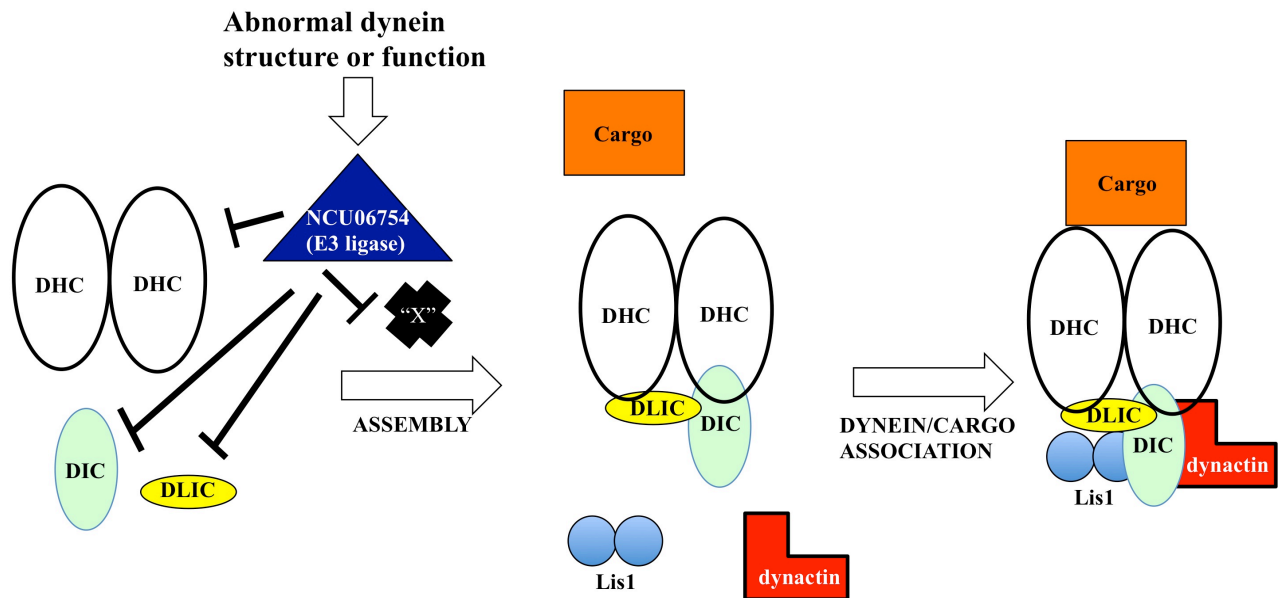 Abnormal dynein
structure or function
NCU06754
(E3 ligase)
DHC
DHC
"X"
DIC
DLIC
ASSEMBLY
Cargo
DHC
DHC
DLIC
DIC
Lis1
dynactin
DYNEIN/CARGO
ASSOCIATION
Cargo
DHC
DHC
DLIC
DIC
dynactin
Lis1